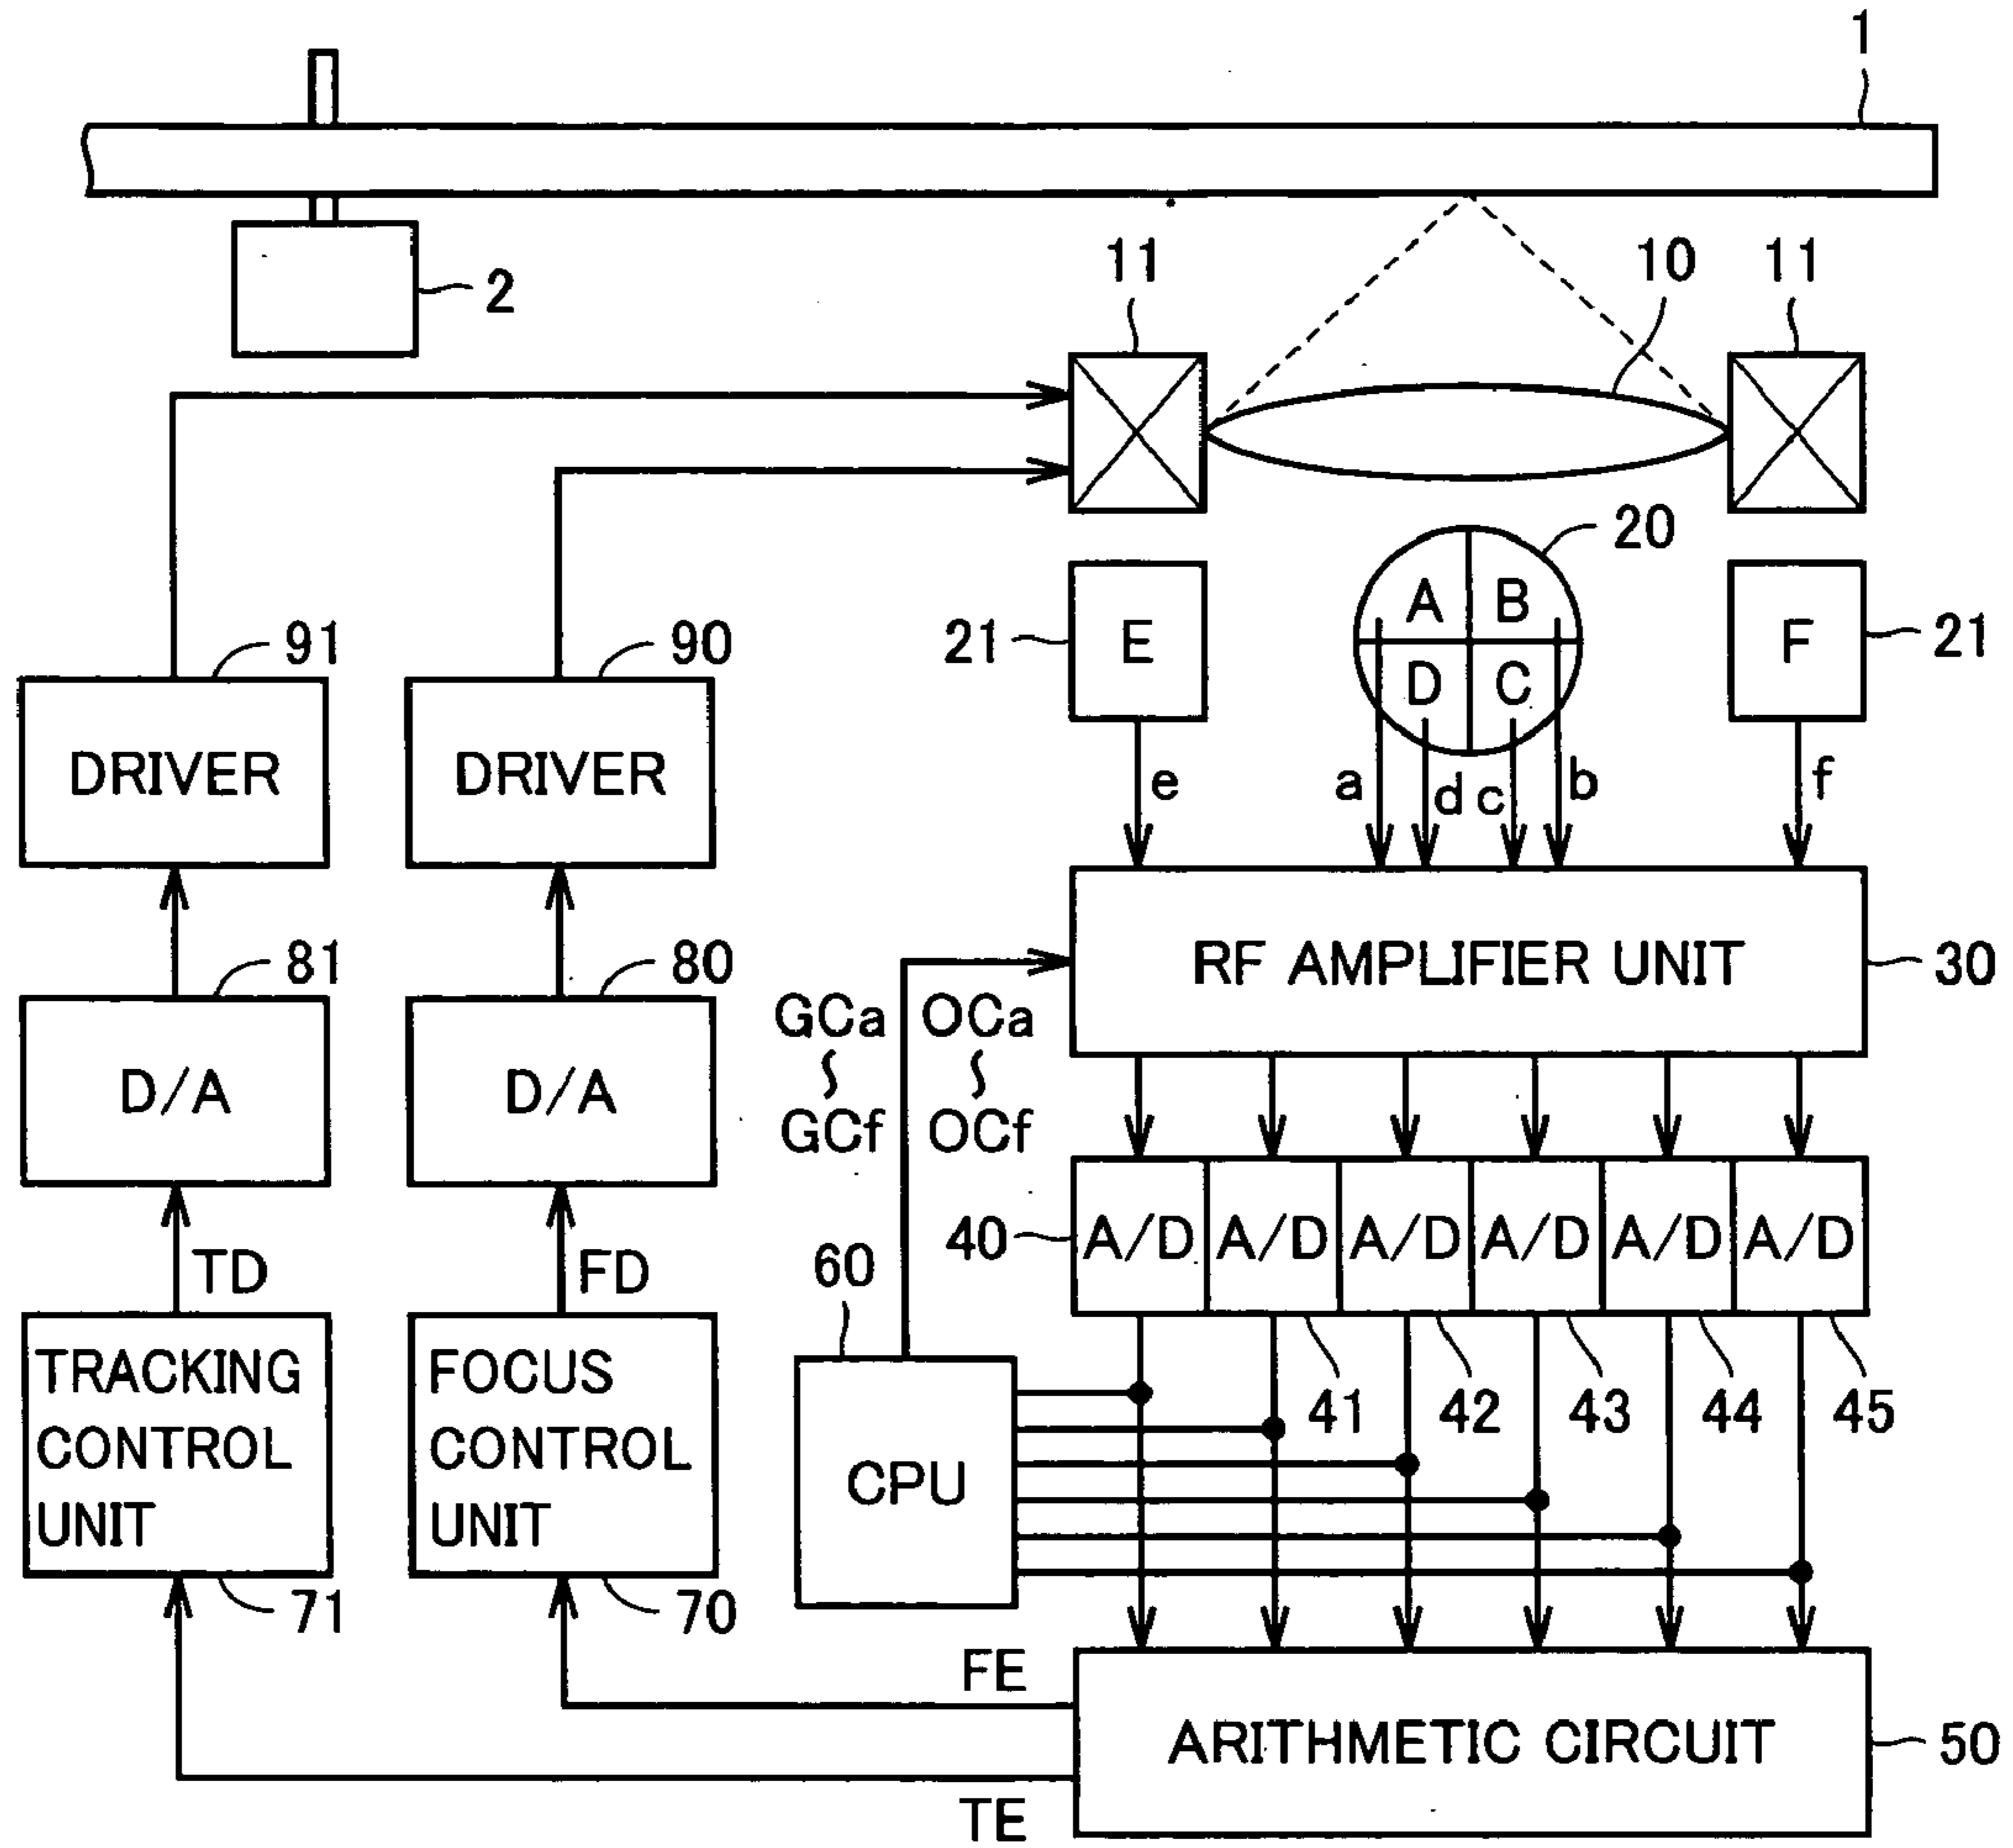 1
2
11
10
11
20
A
B
D
C
21
E
F
21
91
90
DRIVER
DRIVER
e
a
d
c
b
f
RF AMPLIFIER UNIT
30
81
80
D/A
D/A
GCa
OCa
GCf
OCf
40
A/D
A/D
A/D
A/D
A/D
A/D
TD
FD
60
TRACKING
CONTROL
UNIT
FOCUS
CONTROL
UNIT
41
42
43
44
45
CPU
71
70
FE
ARITHMETIC CIRCUIT
50
TE